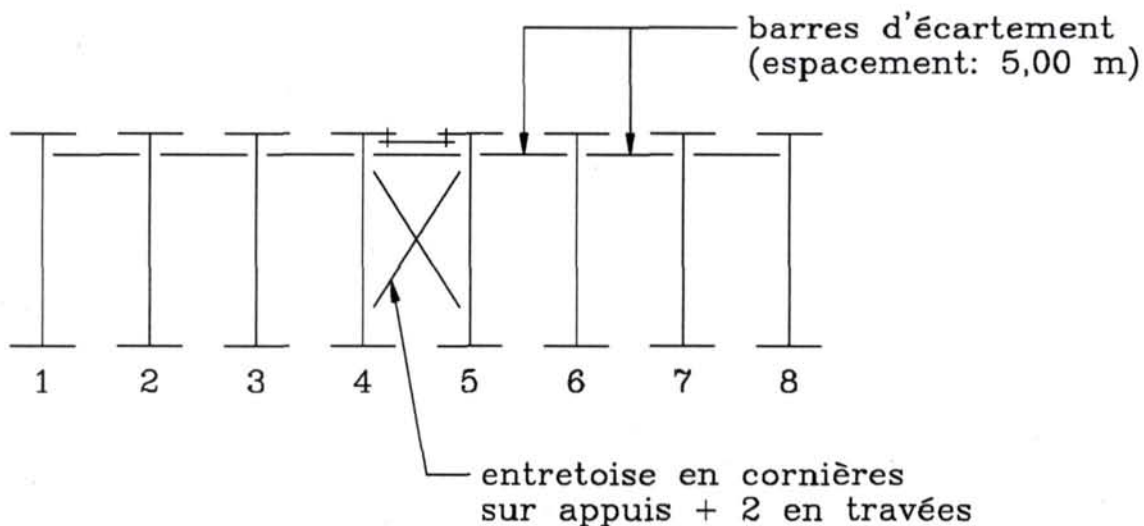 barres d'écartement
(espacement: 5,00 m)
1 2 3 4 5 6 7 8
entretoise en cornières
sur appuis + 2 en travées